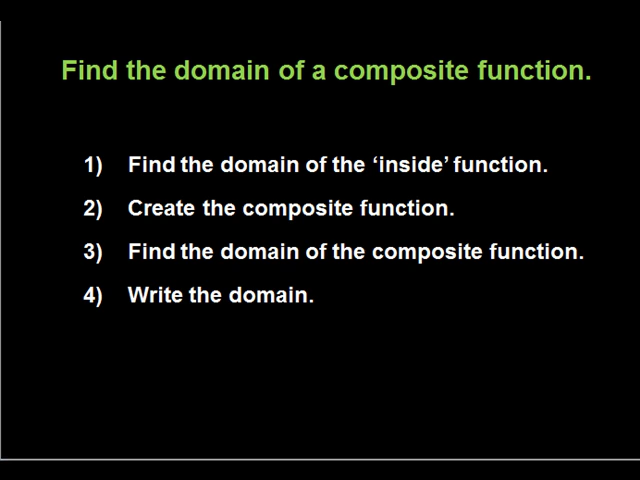 Find the domain of a composite function.
1) Find the domain of the ‘inside’ function.
2) Create the composite function.
3) Find the domain of the composite function.
4) Write the domain.